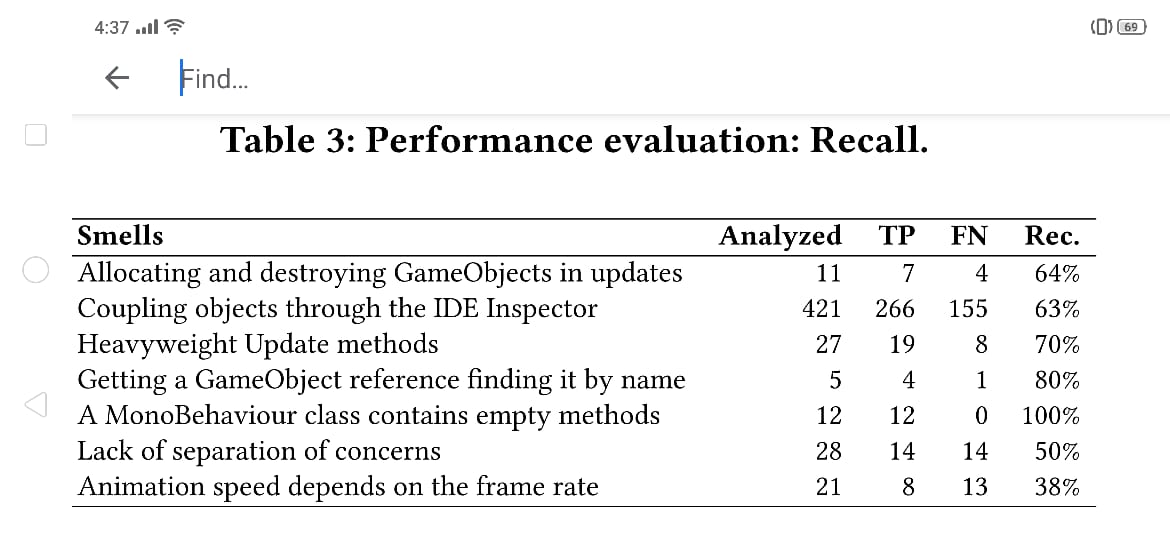 4:37
69
Find...
Table 3: Performance evaluation: Recall.
Smells Analyzed TP FN Rec.
Allocating and destroying GameObjects in updates 11 7 4 64%
Coupling objects through the IDE Inspector 421 266 155 63%
Heavyweight Update methods 27 19 8 70%
Getting a GameObject reference finding it by name 5 4 1 80%
A MonoBehaviour class contains empty methods 12 12 0 100%
Lack of separation of concerns 28 14 14 50%
Animation speed depends on the frame rate 21 8 13 38%